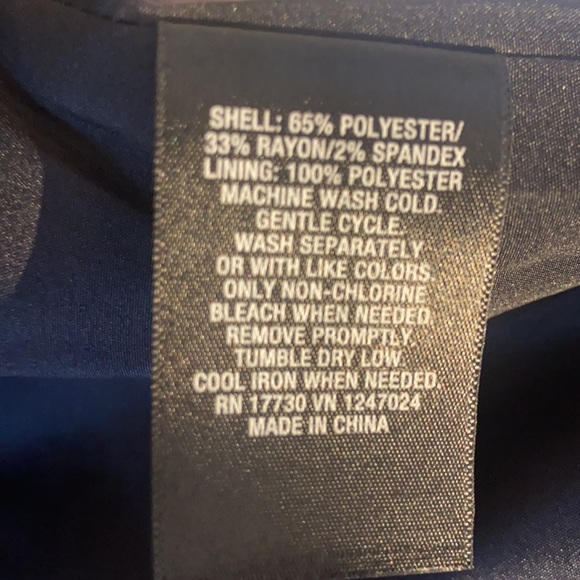 SHELL: 65% POLYESTER/
33% RAYON/2% SPANDEX
LINING: 100% POLYESTER
MACHINE WASH COLD.
GENTLE CYCLE.
WASH SEPARATELY
OR WITH LIKE COLORS.
ONLY NON-CHLORINE
BLEACH WHEN NEEDED.
REMOVE PROMPTLY.
TUMBLE DRY LOW.
COOL IRON WHEN NEEDED.
RN 17730 VN 1247024
MADE IN CHINA